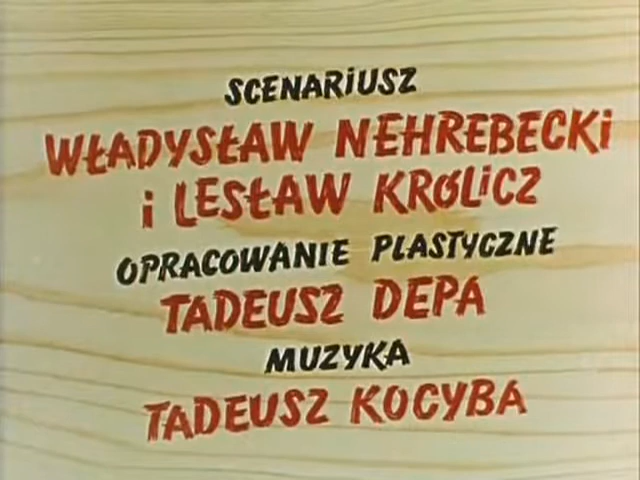 SCENARIUSZ
WŁADYSŁAW NEHREBECKi
i LESŁAW KRÓLiCZ
OPRACOWANIE PLASTYCZNE
TADEUSZ DEPA
MUZYKA
TADEUSZ KOCYBA